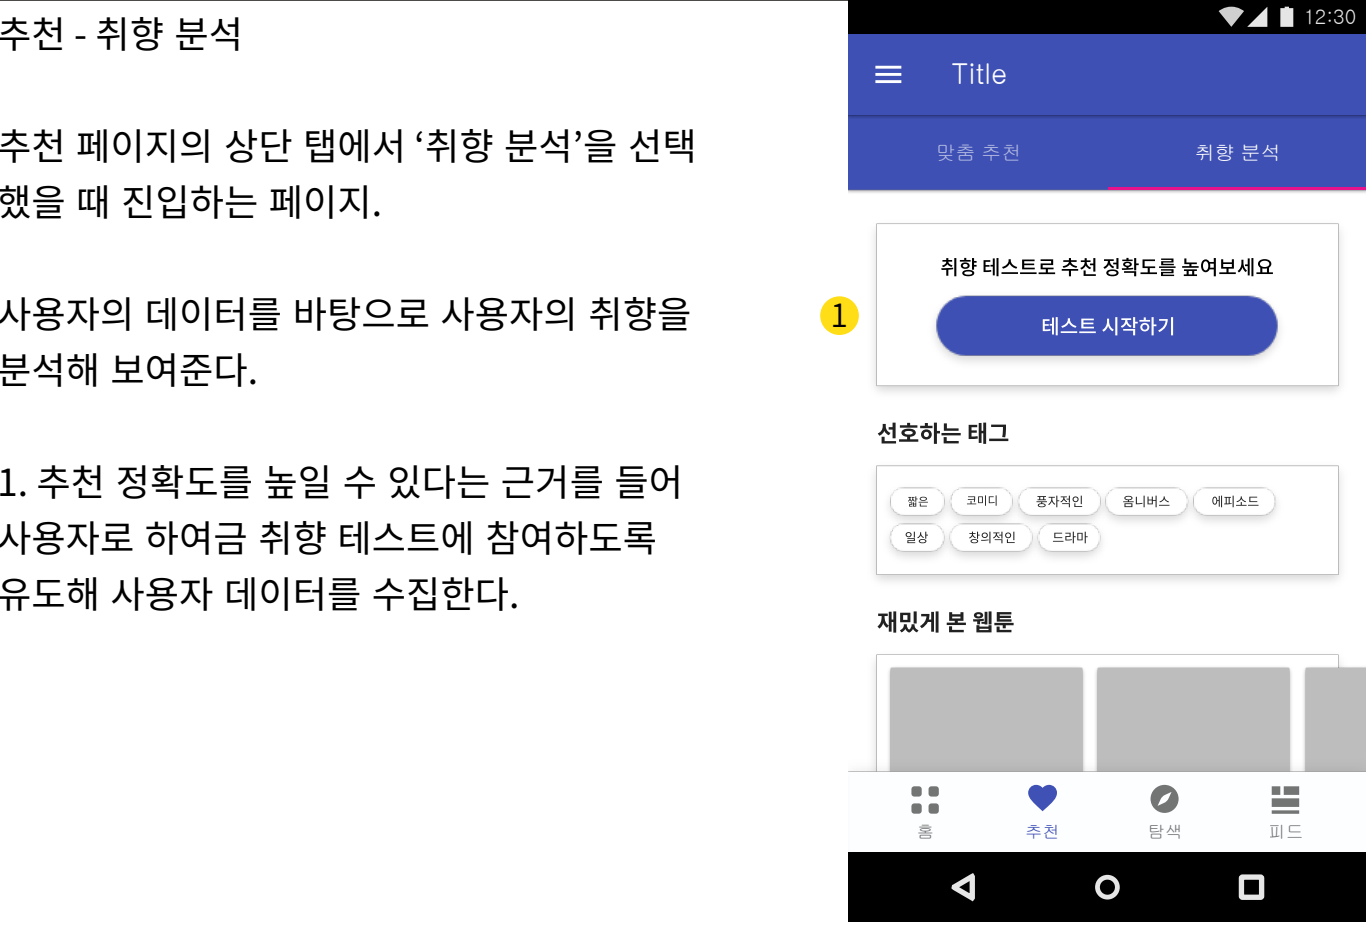 추천 - 취향 분석
추천 페이지의 상단 탭에서 ‘취향 분석’을 선택
했을 때 진입하는 페이지.
사용자의 데이터를 바탕으로 사용자의 취향을
분석해 보여준다.
1. 추천 정확도를 높일 수 있다는 근거를 들어
사용자로 하여금 취향 테스트에 참여하도록
유도해 사용자 데이터를 수집한다.
1
12:30
Title
맞춤 추천
취향 분석
취향 테스트로 추천 정확도를 높여보세요
테스트 시작하기
선호하는 태그
짧은 코미디 풍자적인 옴니버스 에피소드
일상 창의적인 드라마
재밌게 본 웹툰
홈 추천 탐색 피드